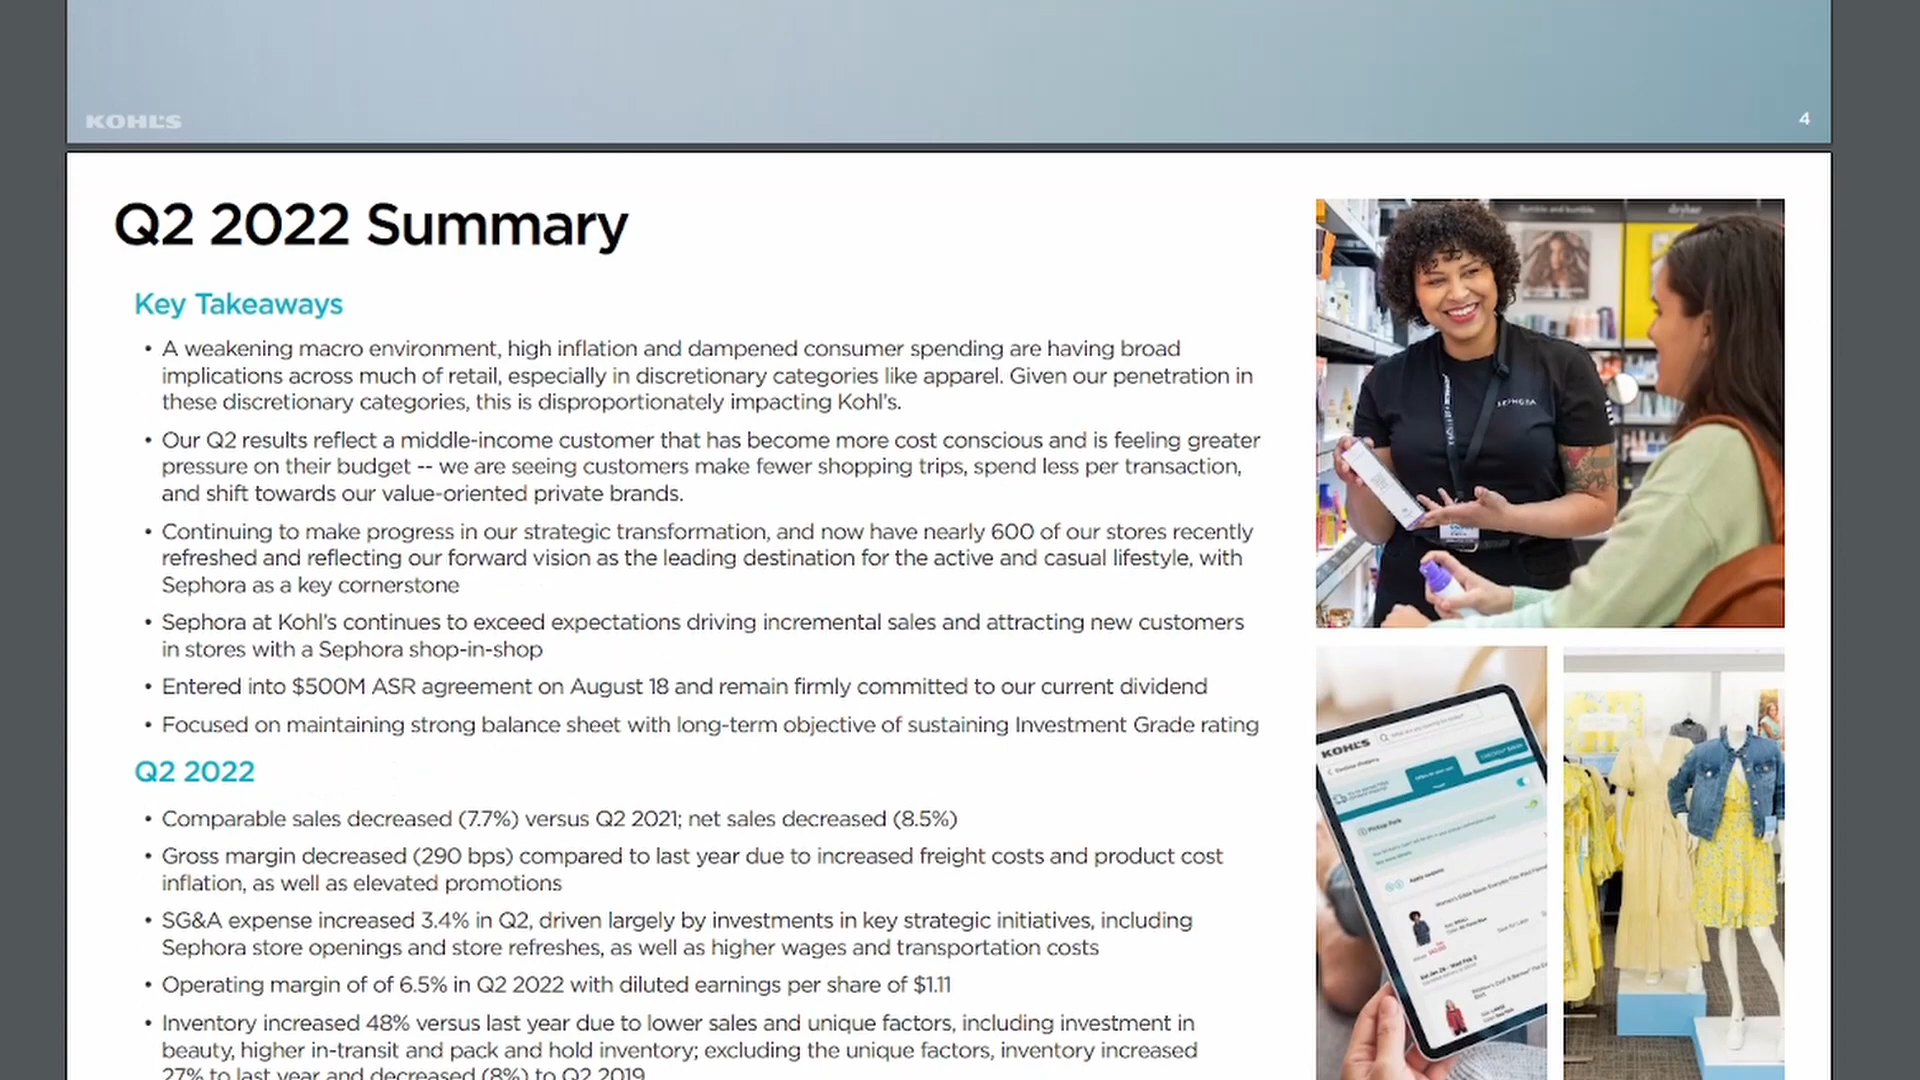 KOHL'S
4
Q2 2022 Summary
Key Takeaways
• A weakening macro environment, high inflation and dampened consumer spending are having broad
implications across much of retail, especially in discretionary categories like apparel. Given our penetration in
these discretionary categories, this is disproportionately impacting Kohl's.
• Our Q2 results reflect a middle-income customer that has become more cost conscious and is feeling greater
pressure on their budget -- we are seeing customers make fewer shopping trips, spend less per transaction,
and shift towards our value-oriented private brands.
• Continuing to make progress in our strategic transformation, and now have nearly 600 of our stores recently
refreshed and reflecting our forward vision as the leading destination for the active and casual lifestyle, with
Sephora as a key cornerstone
• Sephora at Kohl's continues to exceed expectations driving incremental sales and attracting new customers
in stores with a Sephora shop-in-shop
• Entered into $500M ASR agreement on August 18 and remain firmly committed to our current dividend
• Focused on maintaining strong balance sheet with long-term objective of sustaining Investment Grade rating
Q2 2022
• Comparable sales decreased (7.7%) versus Q2 2021; net sales decreased (8.5%)
• Gross margin decreased (290 bps) compared to last year due to increased freight costs and product cost
inflation, as well as elevated promotions
• SG&A expense increased 3.4% in Q2, driven largely by investments in key strategic initiatives, including
Sephora store openings and store refreshes, as well as higher wages and transportation costs
• Operating margin of of 6.5% in Q2 2022 with diluted earnings per share of $1.11
• Inventory increased 48% versus last year due to lower sales and unique factors, including investment in
beauty, higher in-transit and pack and hold inventory; excluding the unique factors, inventory increased
27% to last year and decreased (8%) to Q2 2019
SEPHORA
KOHL'S
Continue shopping
Pickup Perk
Apply coupons